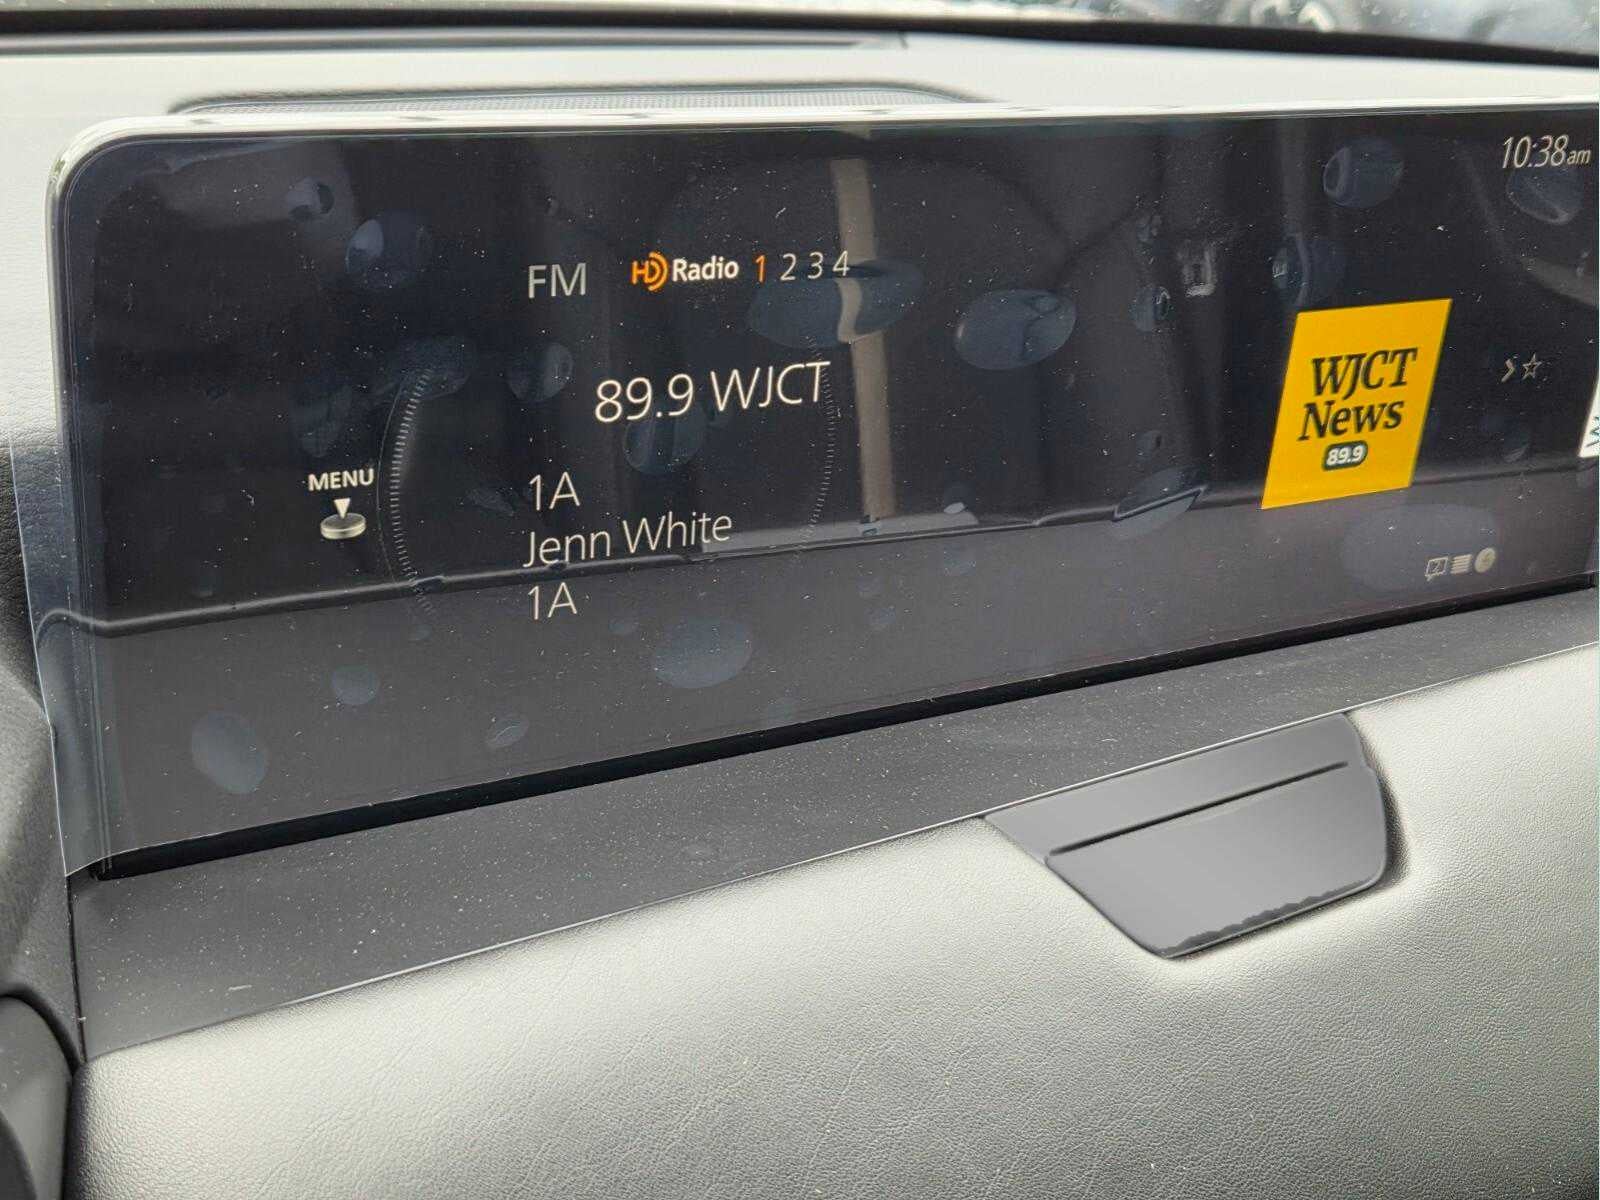 10:38am
FM HD Radio 1 2 3 4
89.9 WJCT
WJCT
News
89.9
MENU
1A
Jenn White
1A